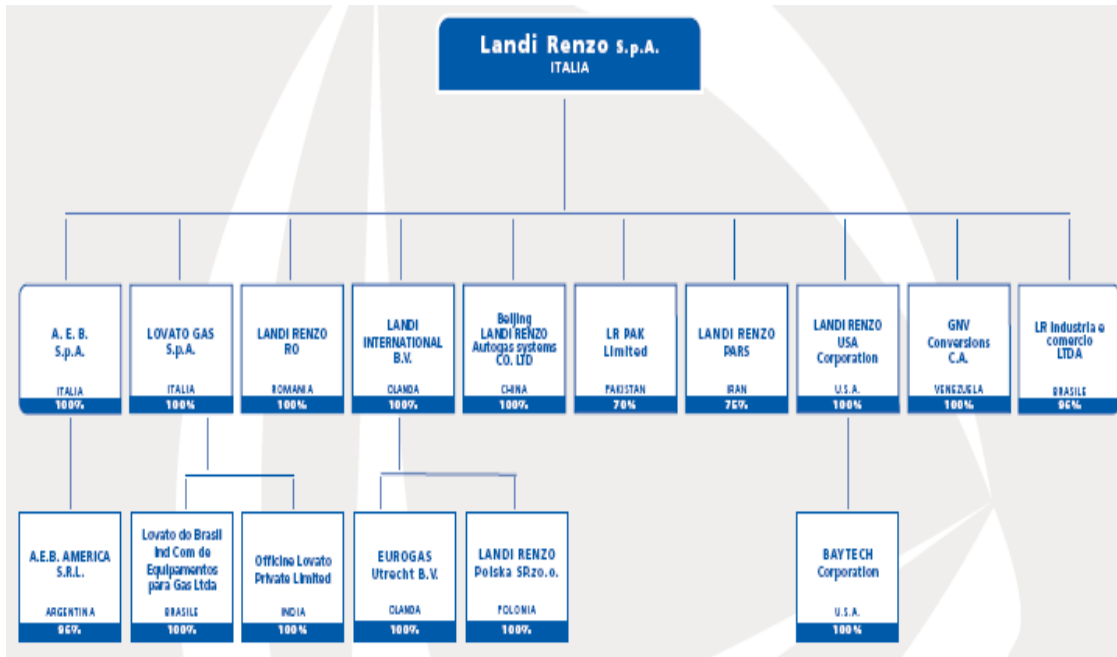 Landi Renzo S.p.A.
ITALIA
A. E. B.
S.p.A.
ITALIA
100%
LOVATO GAS
S.p.A.
ITALIA
100%
LANDI RENZO
RO
ROMANIA
100%
LANDI
INTERNATIONAL
B.V.
OLANDA
100%
Beijing
LANDI RENZO
Autogas systems
CO. LTD
CHINA
100%
LR PAK
Limited
PAKISTAN
70%
LANDI RENZO
PARS
IRAN
75%
LANDI RENZO
USA
Corporation
U.S.A.
100%
GNV
Conversions
C.A.
VENEZUELA
100%
LR Industria e
comercio
LTDA
BRASILE
96%
A.E.B. AMERICA
S.R.L.
ARGENTINA
96%
Lovato do Brasil
Ind Com de
Equipamentos
para Gas Ltda
BRASILE
100%
Officine Lovato
Private Limited
INDIA
100%
EUROGAS
Utrecht B.V.
OLANDA
100%
LANDI RENZO
Polska SP.zo.o.
POLONIA
100%
BAYTECH
Corporation
U.S.A.
100%